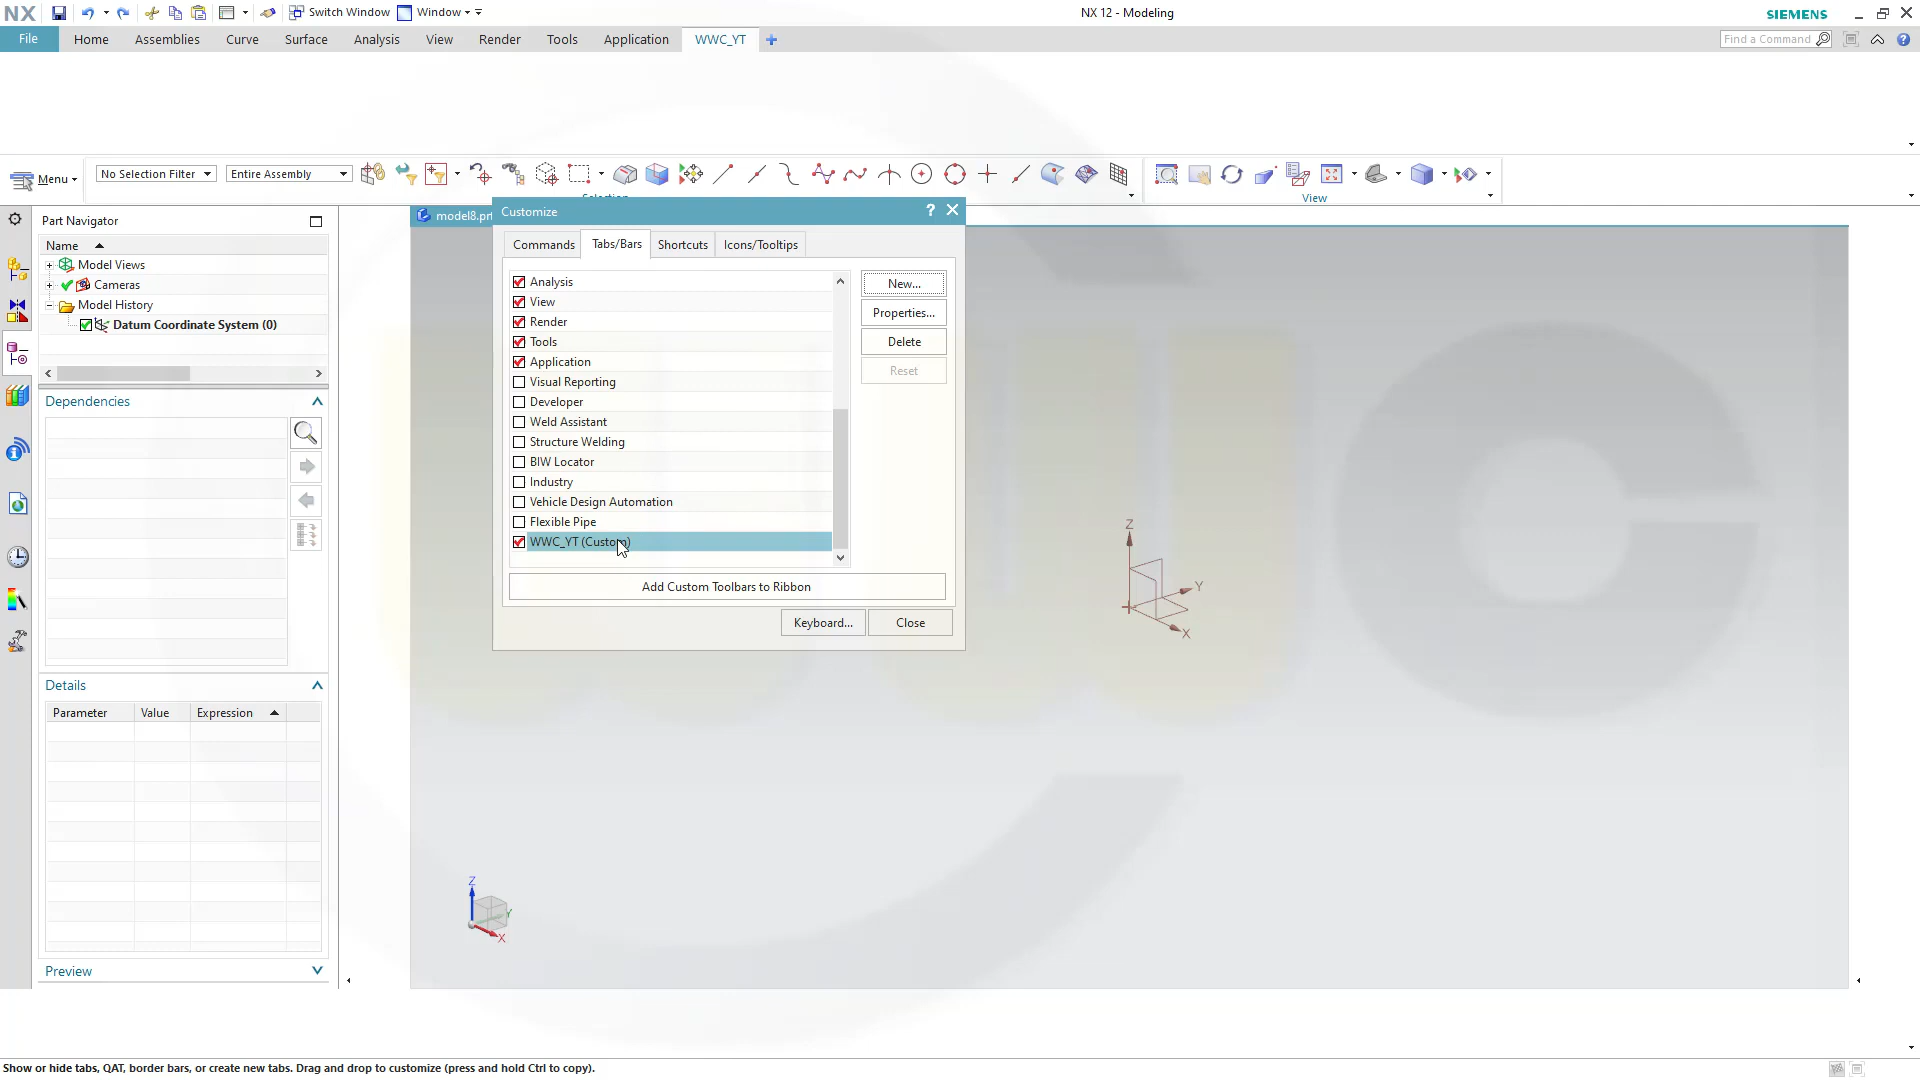 NX Switch Window Window NX 12 - Modeling SIEMENS
File Home Assemblies Curve Surface Analysis View Render Tools Application WWC_YT Find a Command
Menu No Selection Filter Entire Assembly
View
Part Navigator
Name
Model Views
Cameras
Model History
Datum Coordinate System (0)
Dependencies
Details
Parameter Value Expression
Preview
model8.prt
Customize
Commands Tabs/Bars Shortcuts Icons/Tooltips
Analysis
View
Render
Tools
Application
Visual Reporting
Developer
Weld Assistant
Structure Welding
BIW Locator
Industry
Vehicle Design Automation
Flexible Pipe
WWC_YT (Custom)
New...
Properties...
Delete
Reset
Add Custom Toolbars to Ribbon
Keyboard... Close
Z
Y
X
Z
Y
X
Show or hide tabs, QAT, border bars, or create new tabs. Drag and drop to customize (press and hold Ctrl to copy).